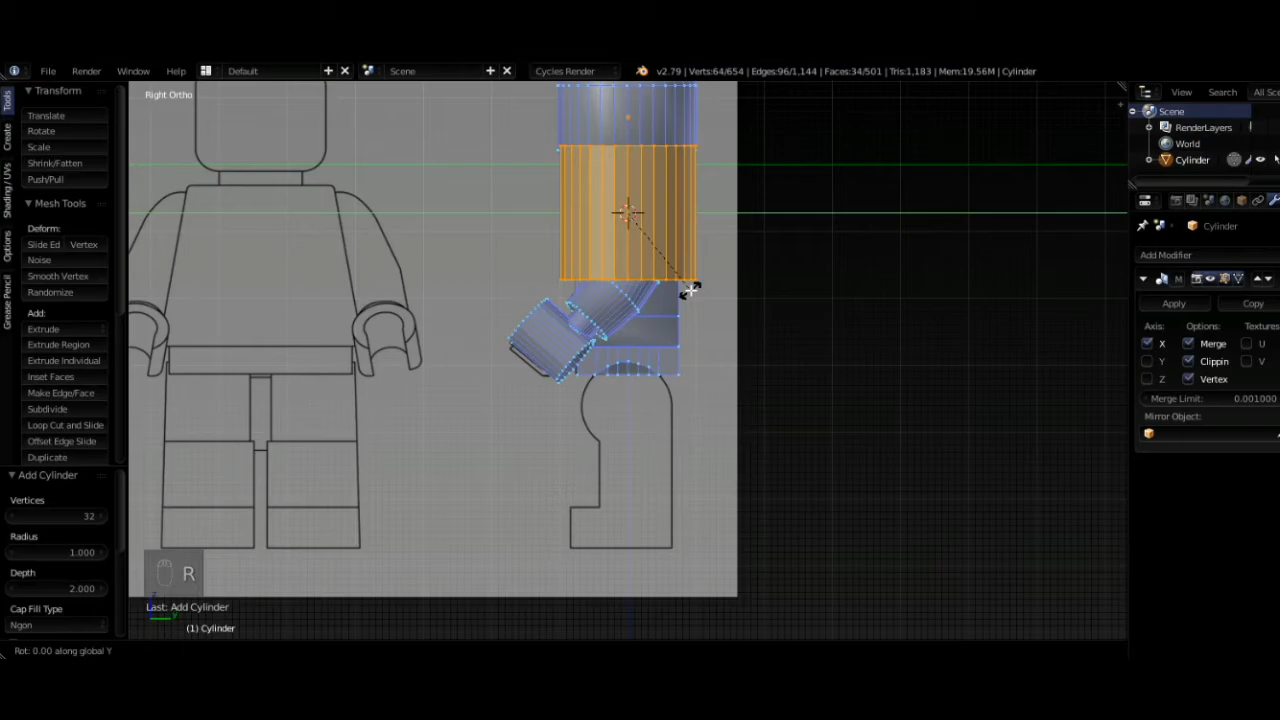 File Render Window Help Default Scene Cycles Render v2.79 | Verts:64/654 | Edges:96/1,144 | Faces:34/501 | Tris:1,183 | Mem:19.56M | Cylinder
Tools
Create
Shading / UVs
Options
Grease Pencil
Transform
Translate
Rotate
Scale
Shrink/Fatten
Push/Pull
Mesh Tools
Deform:
Slide Ed Vertex
Noise
Smooth Vertex
Randomize
Add:
Extrude
Extrude Region
Extrude Individual
Inset Faces
Make Edge/Face
Subdivide
Loop Cut and Slide
Offset Edge Slide
Duplicate
Add Cylinder
Vertices
32
Radius
1.000
Depth
2.000
Cap Fill Type
Ngon
Right Ortho
R
Last: Add Cylinder
(1) Cylinder
Rot: 0.00 along global Y
View Search All Sce
Scene
RenderLayers
World
Cylinder
Cylinder
Add Modifier
M
Apply Copy
Axis: Options: Textures
X Merge U
Y Clippin V
Z Vertex
Merge Limit: 0.001000
Mirror Object: